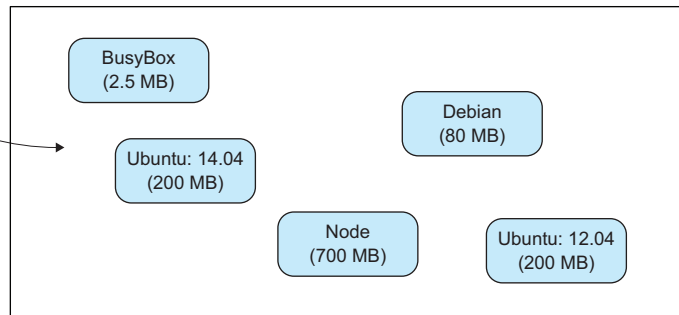 BusyBox
(2.5 MB)
Debian
(80 MB)
Ubuntu: 14.04
(200 MB)
Node
(700 MB)
Ubuntu: 12.04
(200 MB)